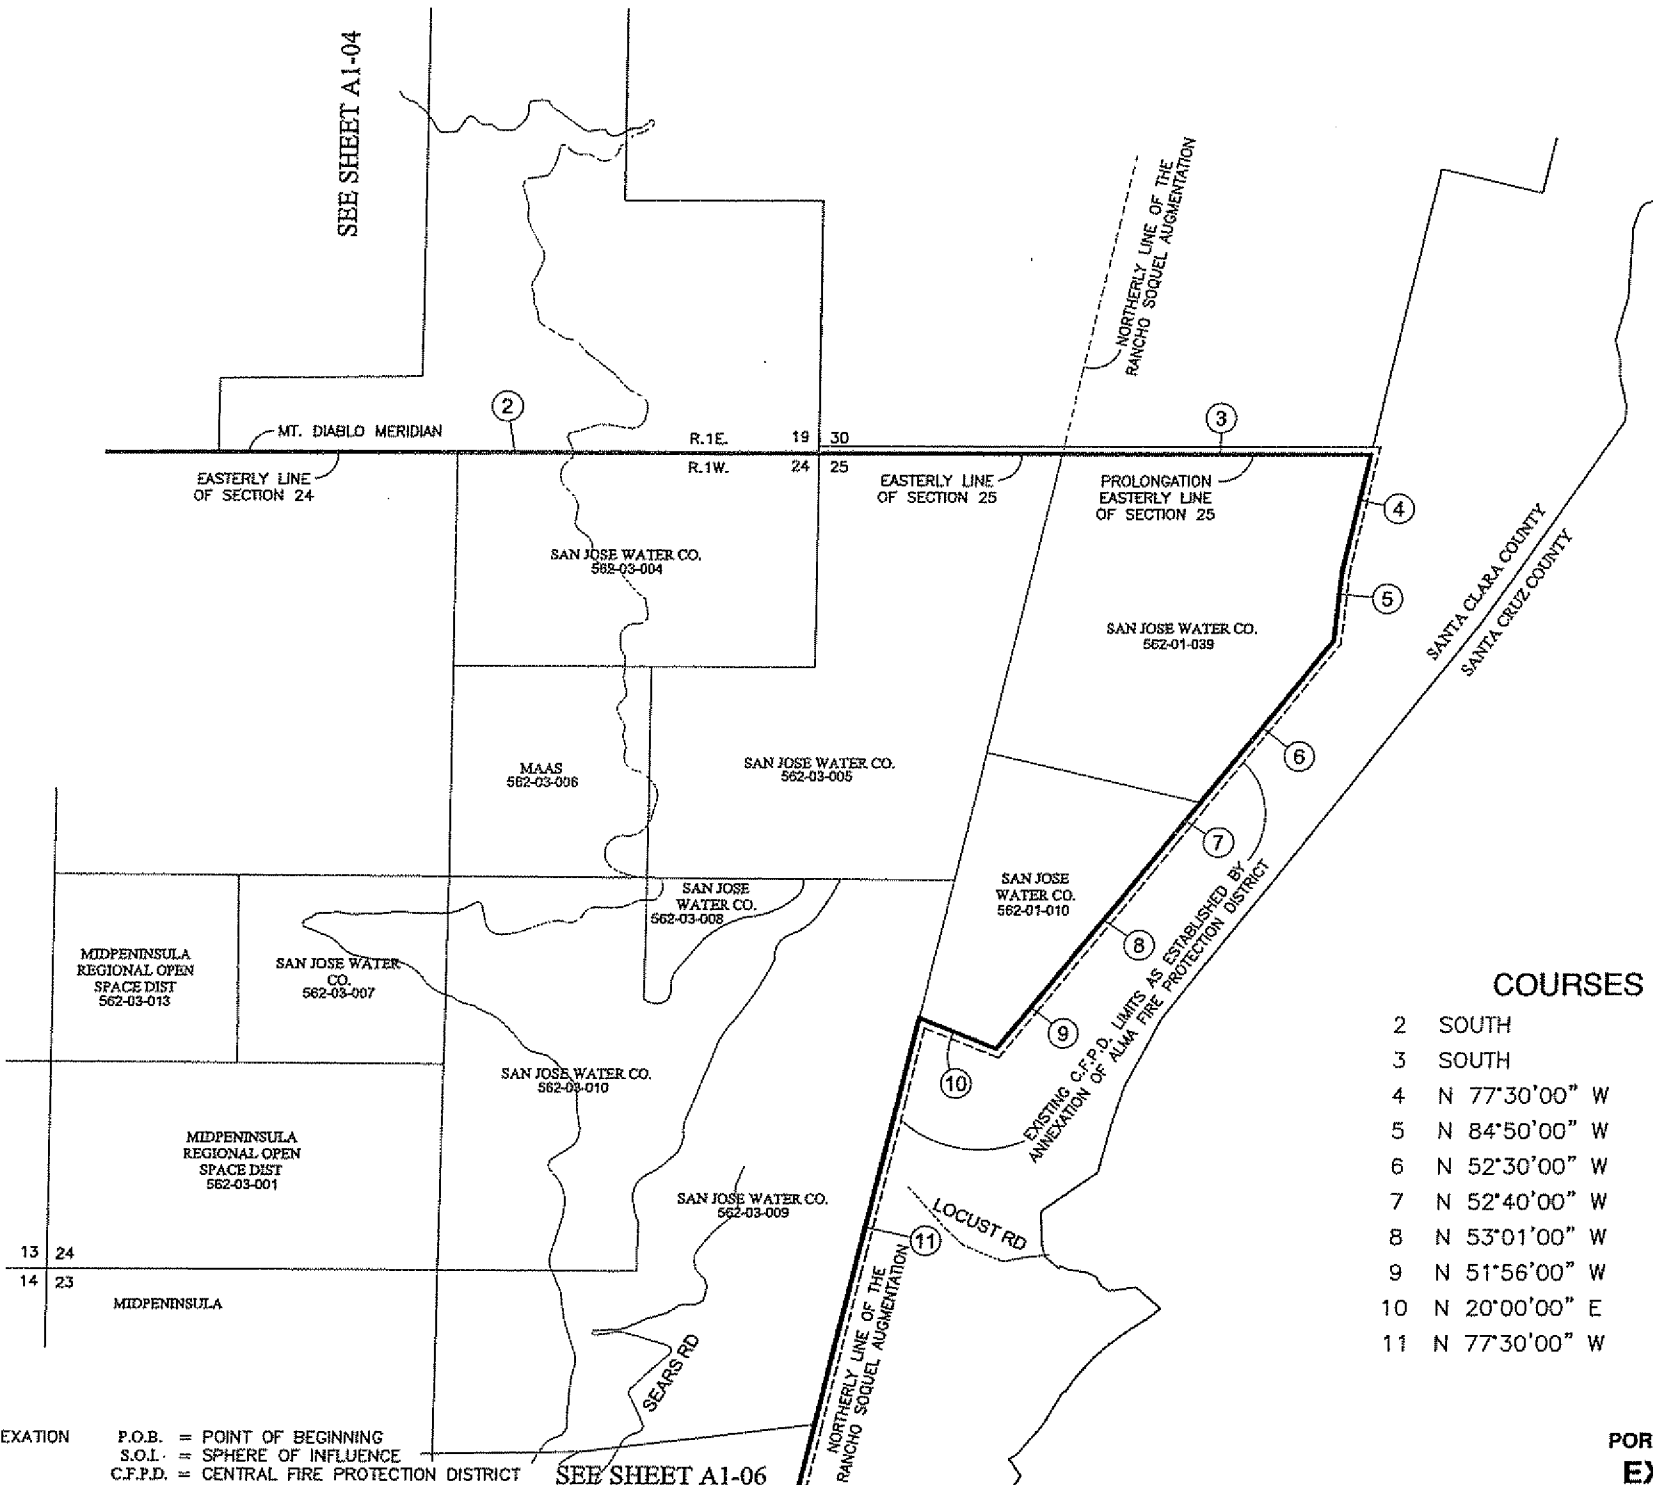 SEE SHEET A1-04
NORTHERLY LINE OF THE
RANCHO SOQUEL AUGMENTATION
2
3
MT. DIABLO MERIDIAN
R.1E.
19 30
R.1W.
24 25
EASTERLY LINE
OF SECTION 24
EASTERLY LINE
OF SECTION 25
PROLONGATION
EASTERLY LINE
OF SECTION 25
4
SAN JOSE WATER CO.
562-03-004
5
SANTA CLARA COUNTY
SANTA CRUZ COUNTY
SAN JOSE WATER CO.
562-01-039
6
MAAS
562-03-006
SAN JOSE WATER CO.
562-03-005
7
SAN JOSE
WATER CO.
562-03-008
SAN JOSE
WATER CO.
562-01-010
8
MIDPENINSULA
REGIONAL OPEN
SPACE DIST
562-03-013
SAN JOSE WATER
CO.
562-03-007
9
EXISTING C.F.P.D. LIMITS AS ESTABLISHED BY
ANNEXATION OF ALMA FIRE PROTECTION DISTRICT
SAN JOSE WATER CO.
562-03-010
10
MIDPENINSULA
REGIONAL OPEN
SPACE DIST
562-03-001
SAN JOSE WATER CO.
562-03-009
LOCUST RD
11
13 24
14 23
MIDPENINSULA
SEARS RD
NORTHERLY LINE OF THE
RANCHO SOQUEL AUGMENTATION
COURSES
2 SOUTH
3 SOUTH
4 N 77°30'00" W
5 N 84°50'00" W
6 N 52°30'00" W
7 N 52°40'00" W
8 N 53°01'00" W
9 N 51°56'00" W
10 N 20°00'00" E
11 N 77°30'00" W
EXATION
P.O.B. = POINT OF BEGINNING
S.O.I. = SPHERE OF INFLUENCE
C.F.P.D. = CENTRAL FIRE PROTECTION DISTRICT
SEE SHEET A1-06
POR
EX